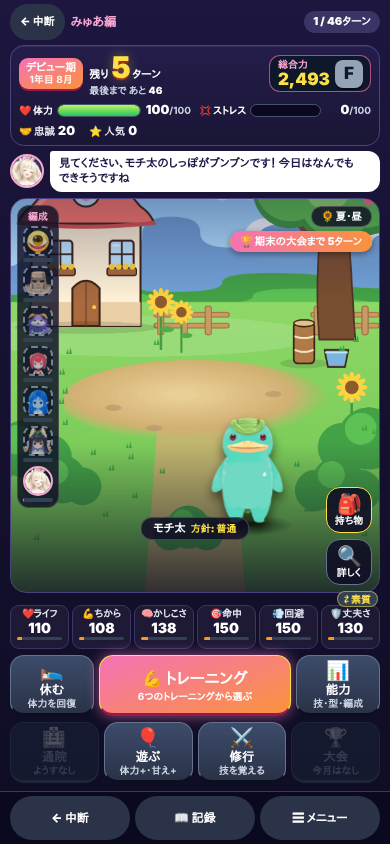 ← 中断 みゅあ編 1 / 46ターン
デビュー期
1年目 8月
残り5ターン
最後まで あと 46
総合力
2,493 F
体力 100/100 ストレス 0/100
忠誠 20 人気 0
見てください、モチ太のしっぽがブンブンです！ 今日はなんでも
できそうですね
編成
夏・昼
期末の大会まで 5ターン
モチ太 方針: 普通
持ち物
詳しく
素質
ライフ ちから かしこさ 命中 回避 丈夫さ
110 108 138 150 150 130
休む
体力を回復
トレーニング
6つのトレーニングから選ぶ
能力
技・型・編成
通院
ようすなし
遊ぶ
体力+・甘え+
修行
技を覚える
大会
今月はなし
← 中断 記録 ☰メニュー